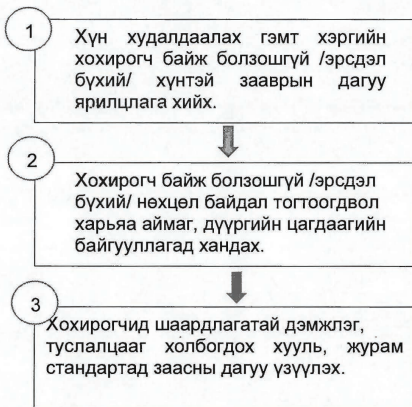 1
Хүн худалдаалах гэмт хэргийн
хохирогч байж болзошгүй /эрсдэл
бүхий/ хүнтэй зааврын дагуу
ярилцлага хийх.
2
Хохирогч байж болзошгүй /эрсдэл
бүхий/ нөхцөл байдал тогтоогдвол
харьяа аймаг, дүүргийн цагдаагийн
байгууллагад хандах.
3
Хохирогчид шаардлагатай дэмжлэг,
туслалцааг холбогдох хууль, журам
стандартад заасны дагуу үзүүлэх.